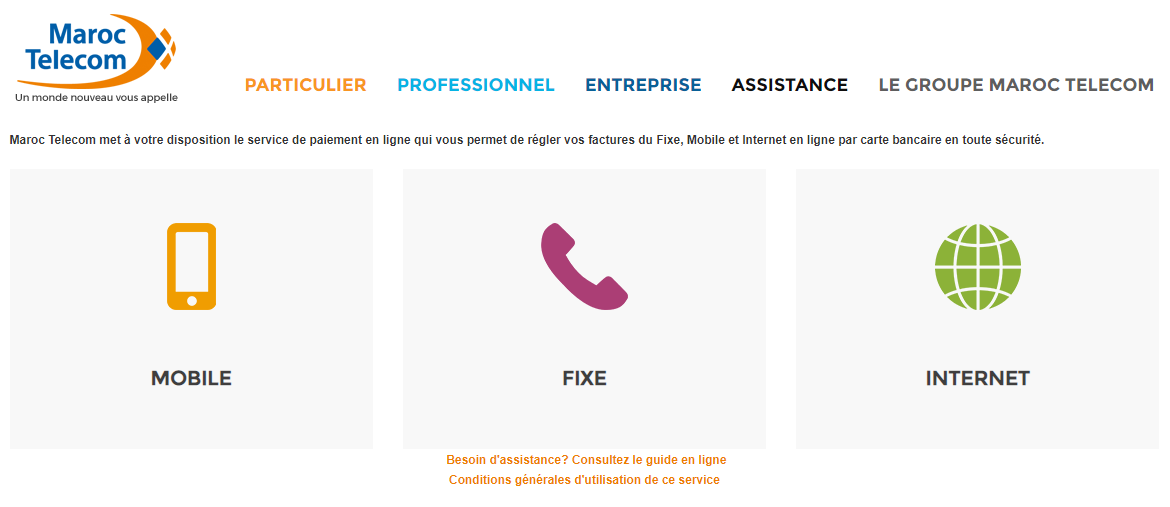 Maroc
Telecom
Un monde nouveau vous appelle
PARTICULIER PROFESSIONNEL ENTREPRISE ASSISTANCE LE GROUPE MAROC TELECOM
Maroc Telecom met à votre disposition le service de paiement en ligne qui vous permet de régler vos factures du Fixe, Mobile et Internet en ligne par carte bancaire en toute sécurité.
MOBILE FIXE INTERNET
Besoin d'assistance? Consultez le guide en ligne
Conditions générales d'utilisation de ce service